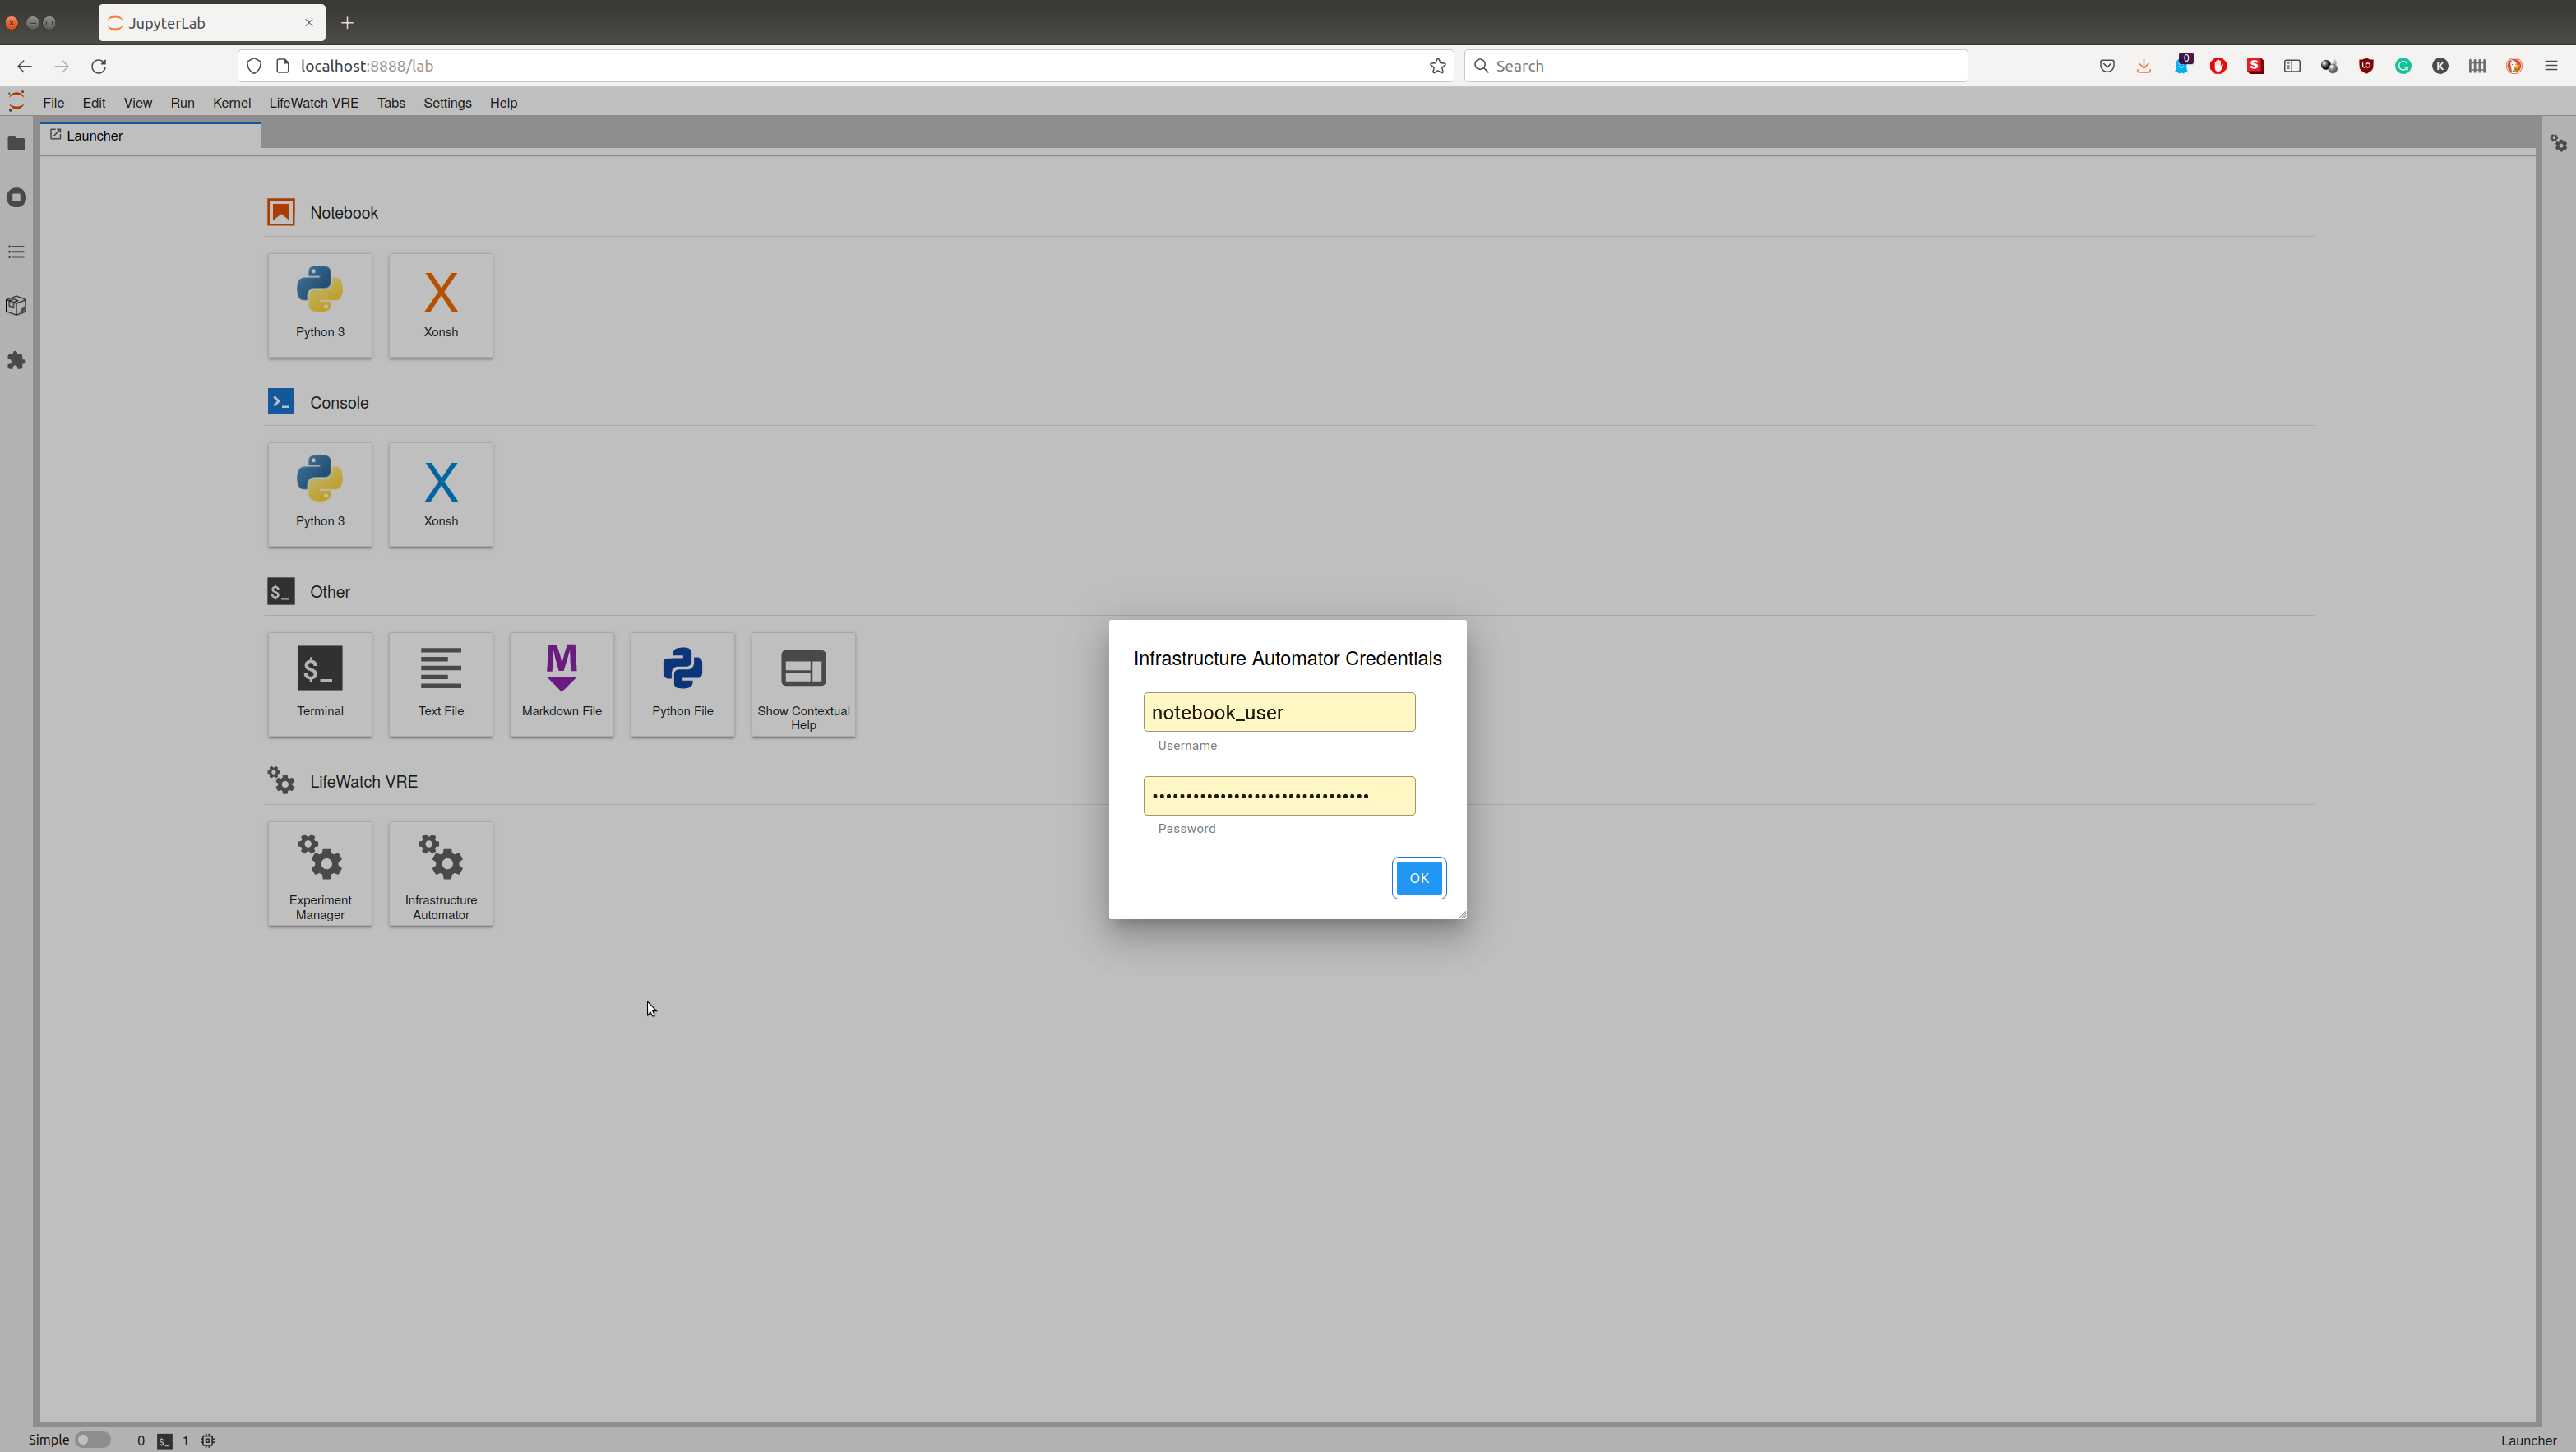 JupyterLab
localhost:8888/lab
Search
0
S
UD
G
K
File Edit View Run Kernel LifeWatch VRE Tabs Settings Help
Launcher
Notebook
Python 3
X
Xonsh
>_ Console
Python 3
X
Xonsh
$_ Other
$_
Terminal
Text File
M
Markdown File
Python File
Show Contextual
Help
LifeWatch VRE
Experiment
Manager
Infrastructure
Automator
Infrastructure Automator Credentials
notebook_user
Username
••••••••••••••••••••••••••••••••
Password
OK
Simple 0 $_ 1
Launcher